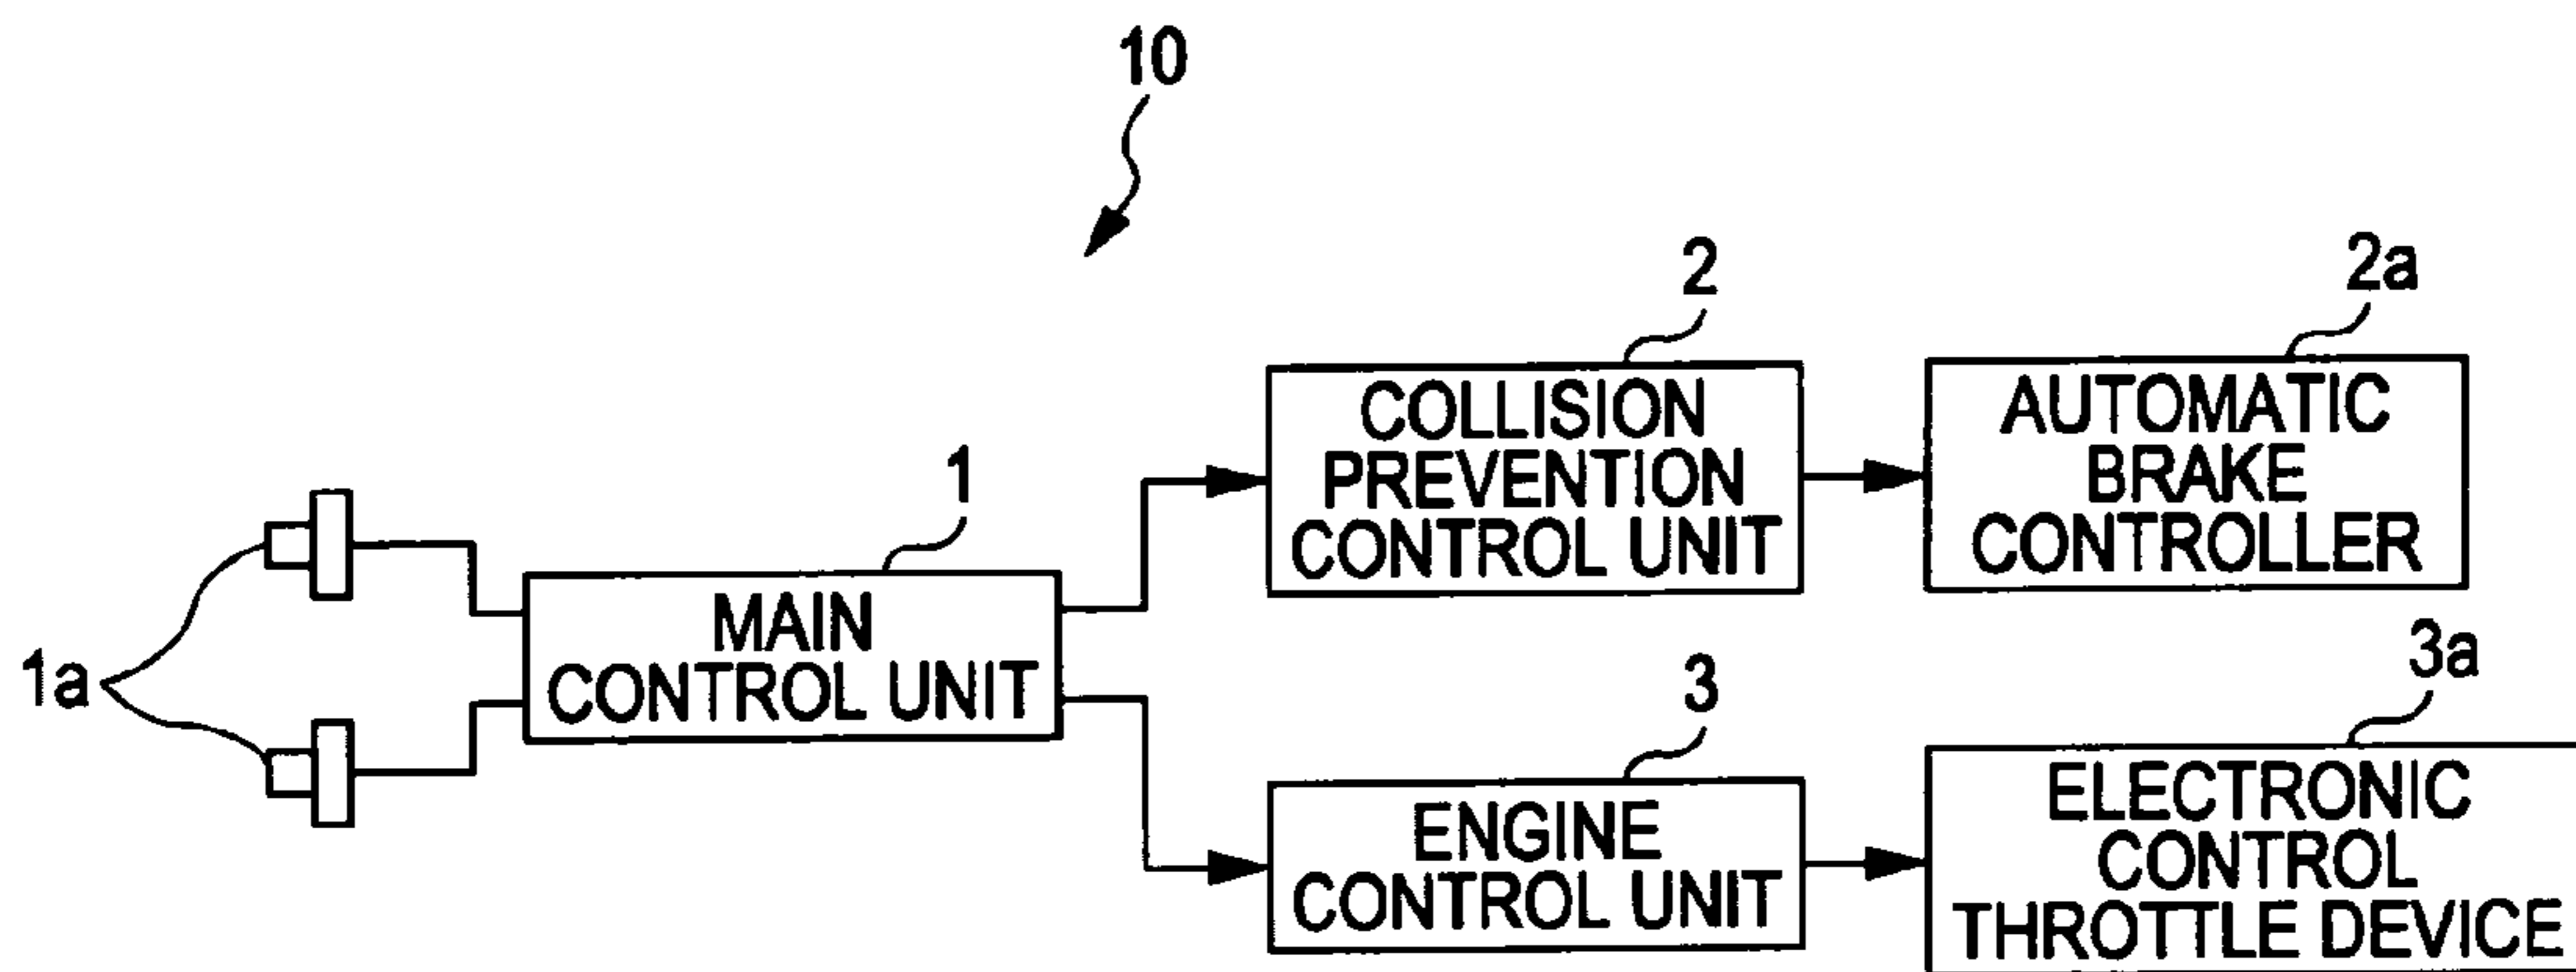 10
2
2a
COLLISION
PREVENTION
CONTROL UNIT
AUTOMATIC
BRAKE
CONTROLLER
1
MAIN
CONTROL UNIT
1a
3
3a
ENGINE
CONTROL UNIT
ELECTRONIC
CONTROL
THROTTLE DEVICE